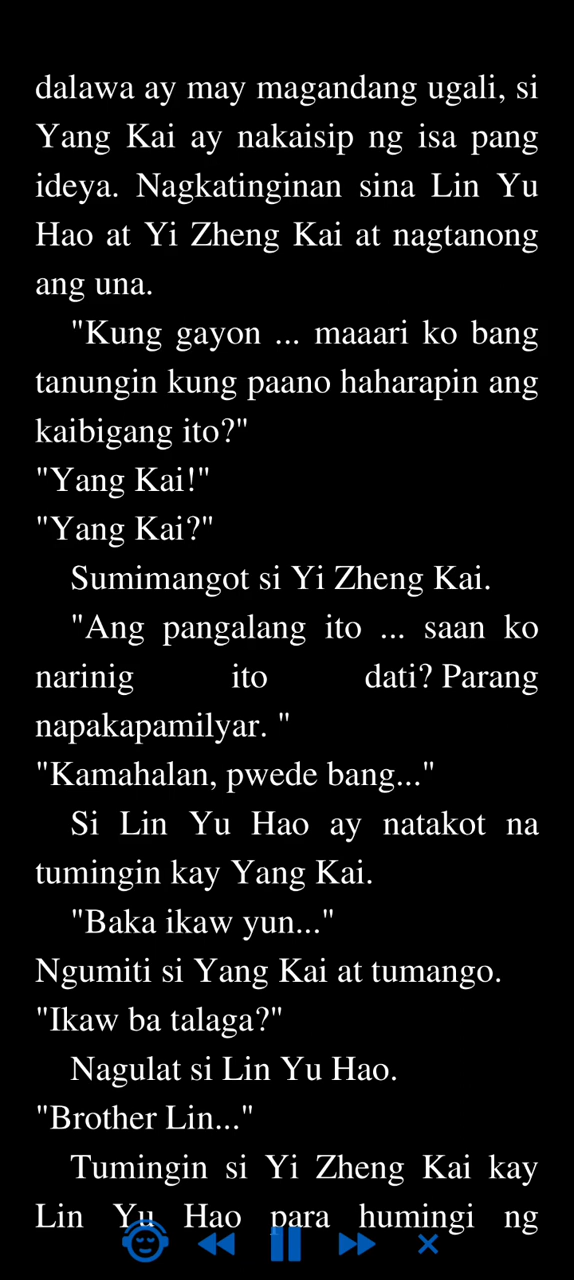 dalawa ay may magandang ugali, si
Yang Kai ay nakaisip ng isa pang
ideya. Nagkatinginan sina Lin Yu
Hao at Yi Zheng Kai at nagtanong
ang una.
"Kung gayon ... maaari ko bang
tanungin kung paano haharapin ang
kaibigang ito?"
"Yang Kai!"
"Yang Kai?"
Sumimangot si Yi Zheng Kai.
"Ang pangalang ito ... saan ko
narinig ito dati? Parang
napakapamilyar. "
"Kamahalan, pwede bang..."
Si Lin Yu Hao ay natakot na
tumingin kay Yang Kai.
"Baka ikaw yun..."
Ngumiti si Yang Kai at tumango.
"Ikaw ba talaga?"
Nagulat si Lin Yu Hao.
"Brother Lin..."
Tumingin si Yi Zheng Kai kay
Lin Yu Hao para humingi ng